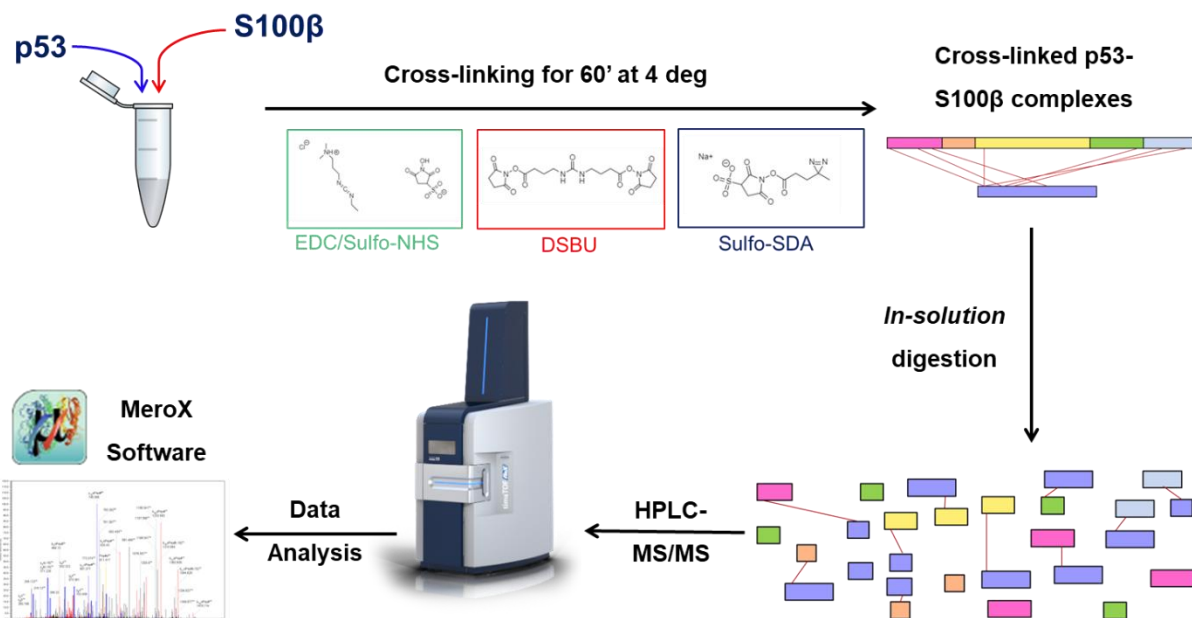 p53
S100β
Cross-linking for 60' at 4 deg
EDC/Sulfo-NHS
DSBU
Sulfo-SDA
Cross-linked p53-
S100β complexes
In-solution
digestion
HPLC-
MS/MS
Data
Analysis
MeroX
Software